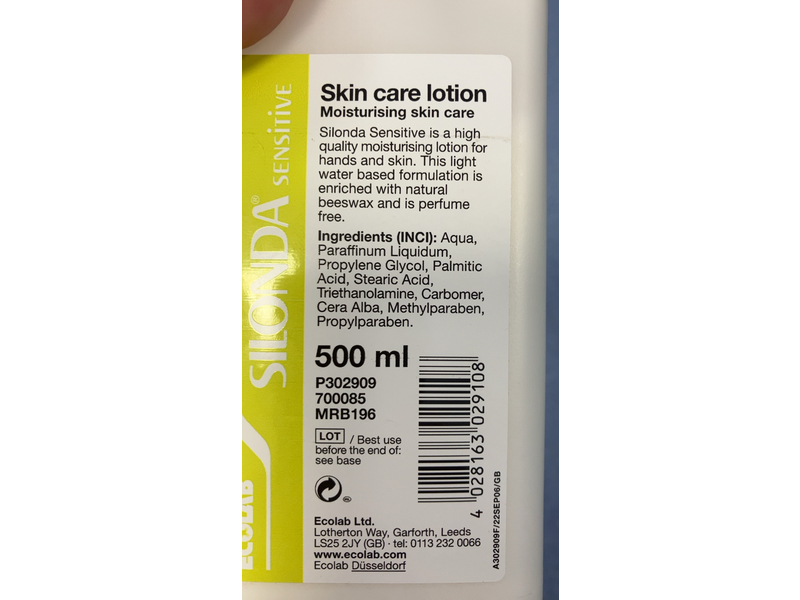 Skin care lotion
Moisturising skin care
Silonda Sensitive is a high
quality moisturising lotion for
hands and skin. This light
water based formulation is
enriched with natural
beeswax and is perfume
free.
Ingredients (INCI): Aqua,
Paraffinum Liquidum,
Propylene Glycol, Palmitic
Acid, Stearic Acid,
Triethanolamine, Carbomer,
Cera Alba, Methylparaben,
Propylparaben.
500 ml
P302909
700085
MRB196
LOT / Best use
before the end of:
see base
Ecolab Ltd.
Lotherton Way, Garforth, Leeds
LS25 2JY (GB) · tel: 0113 232 0066
www.ecolab.com
Ecolab Düsseldorf
4 028163 029108
A302909F/22SEP06/GB
SILONDA® SENSITIVE
ECOLAB